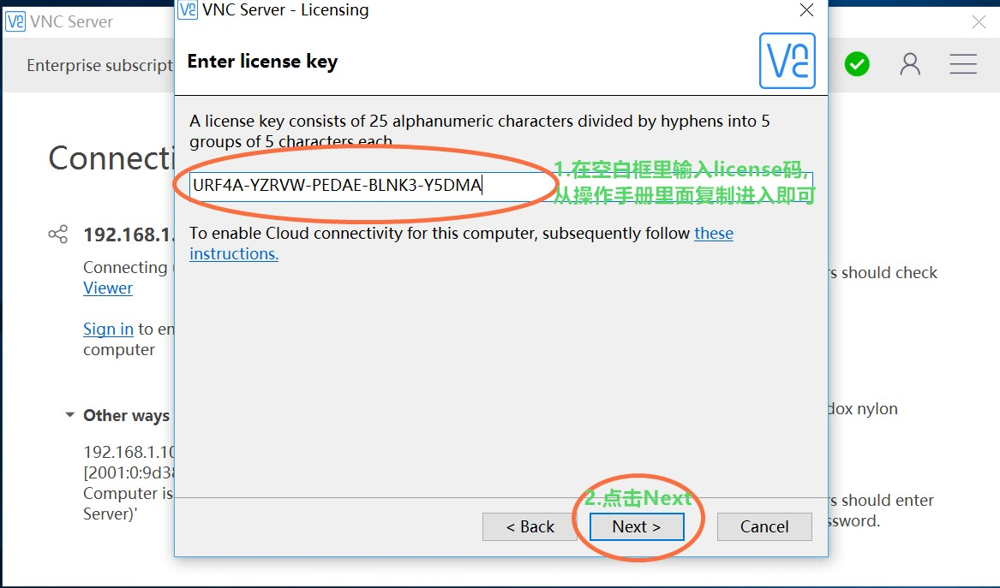 VNC Server - Licensing
VNC Server
Enterprise subscript
Enter license key
A license key consists of 25 alphanumeric characters divided by hyphens into 5
groups of 5 characters each.
Connecti
1.在空白框里输入license码,
URF4A-YZRVW-PEDAE-BLNK3-Y5DMA
从操作手册里面复制进入即可
192.168.1.
To enable Cloud connectivity for this computer, subsequently follow these
instructions.
Connecting
Viewer
s should check
Sign in to en
computer
Other ways
dox nylon
192.168.1.10
[2001:0:9d38
Computer is
Server)'
2.点击Next
s should enter
ssword.
< Back
Next >
Cancel